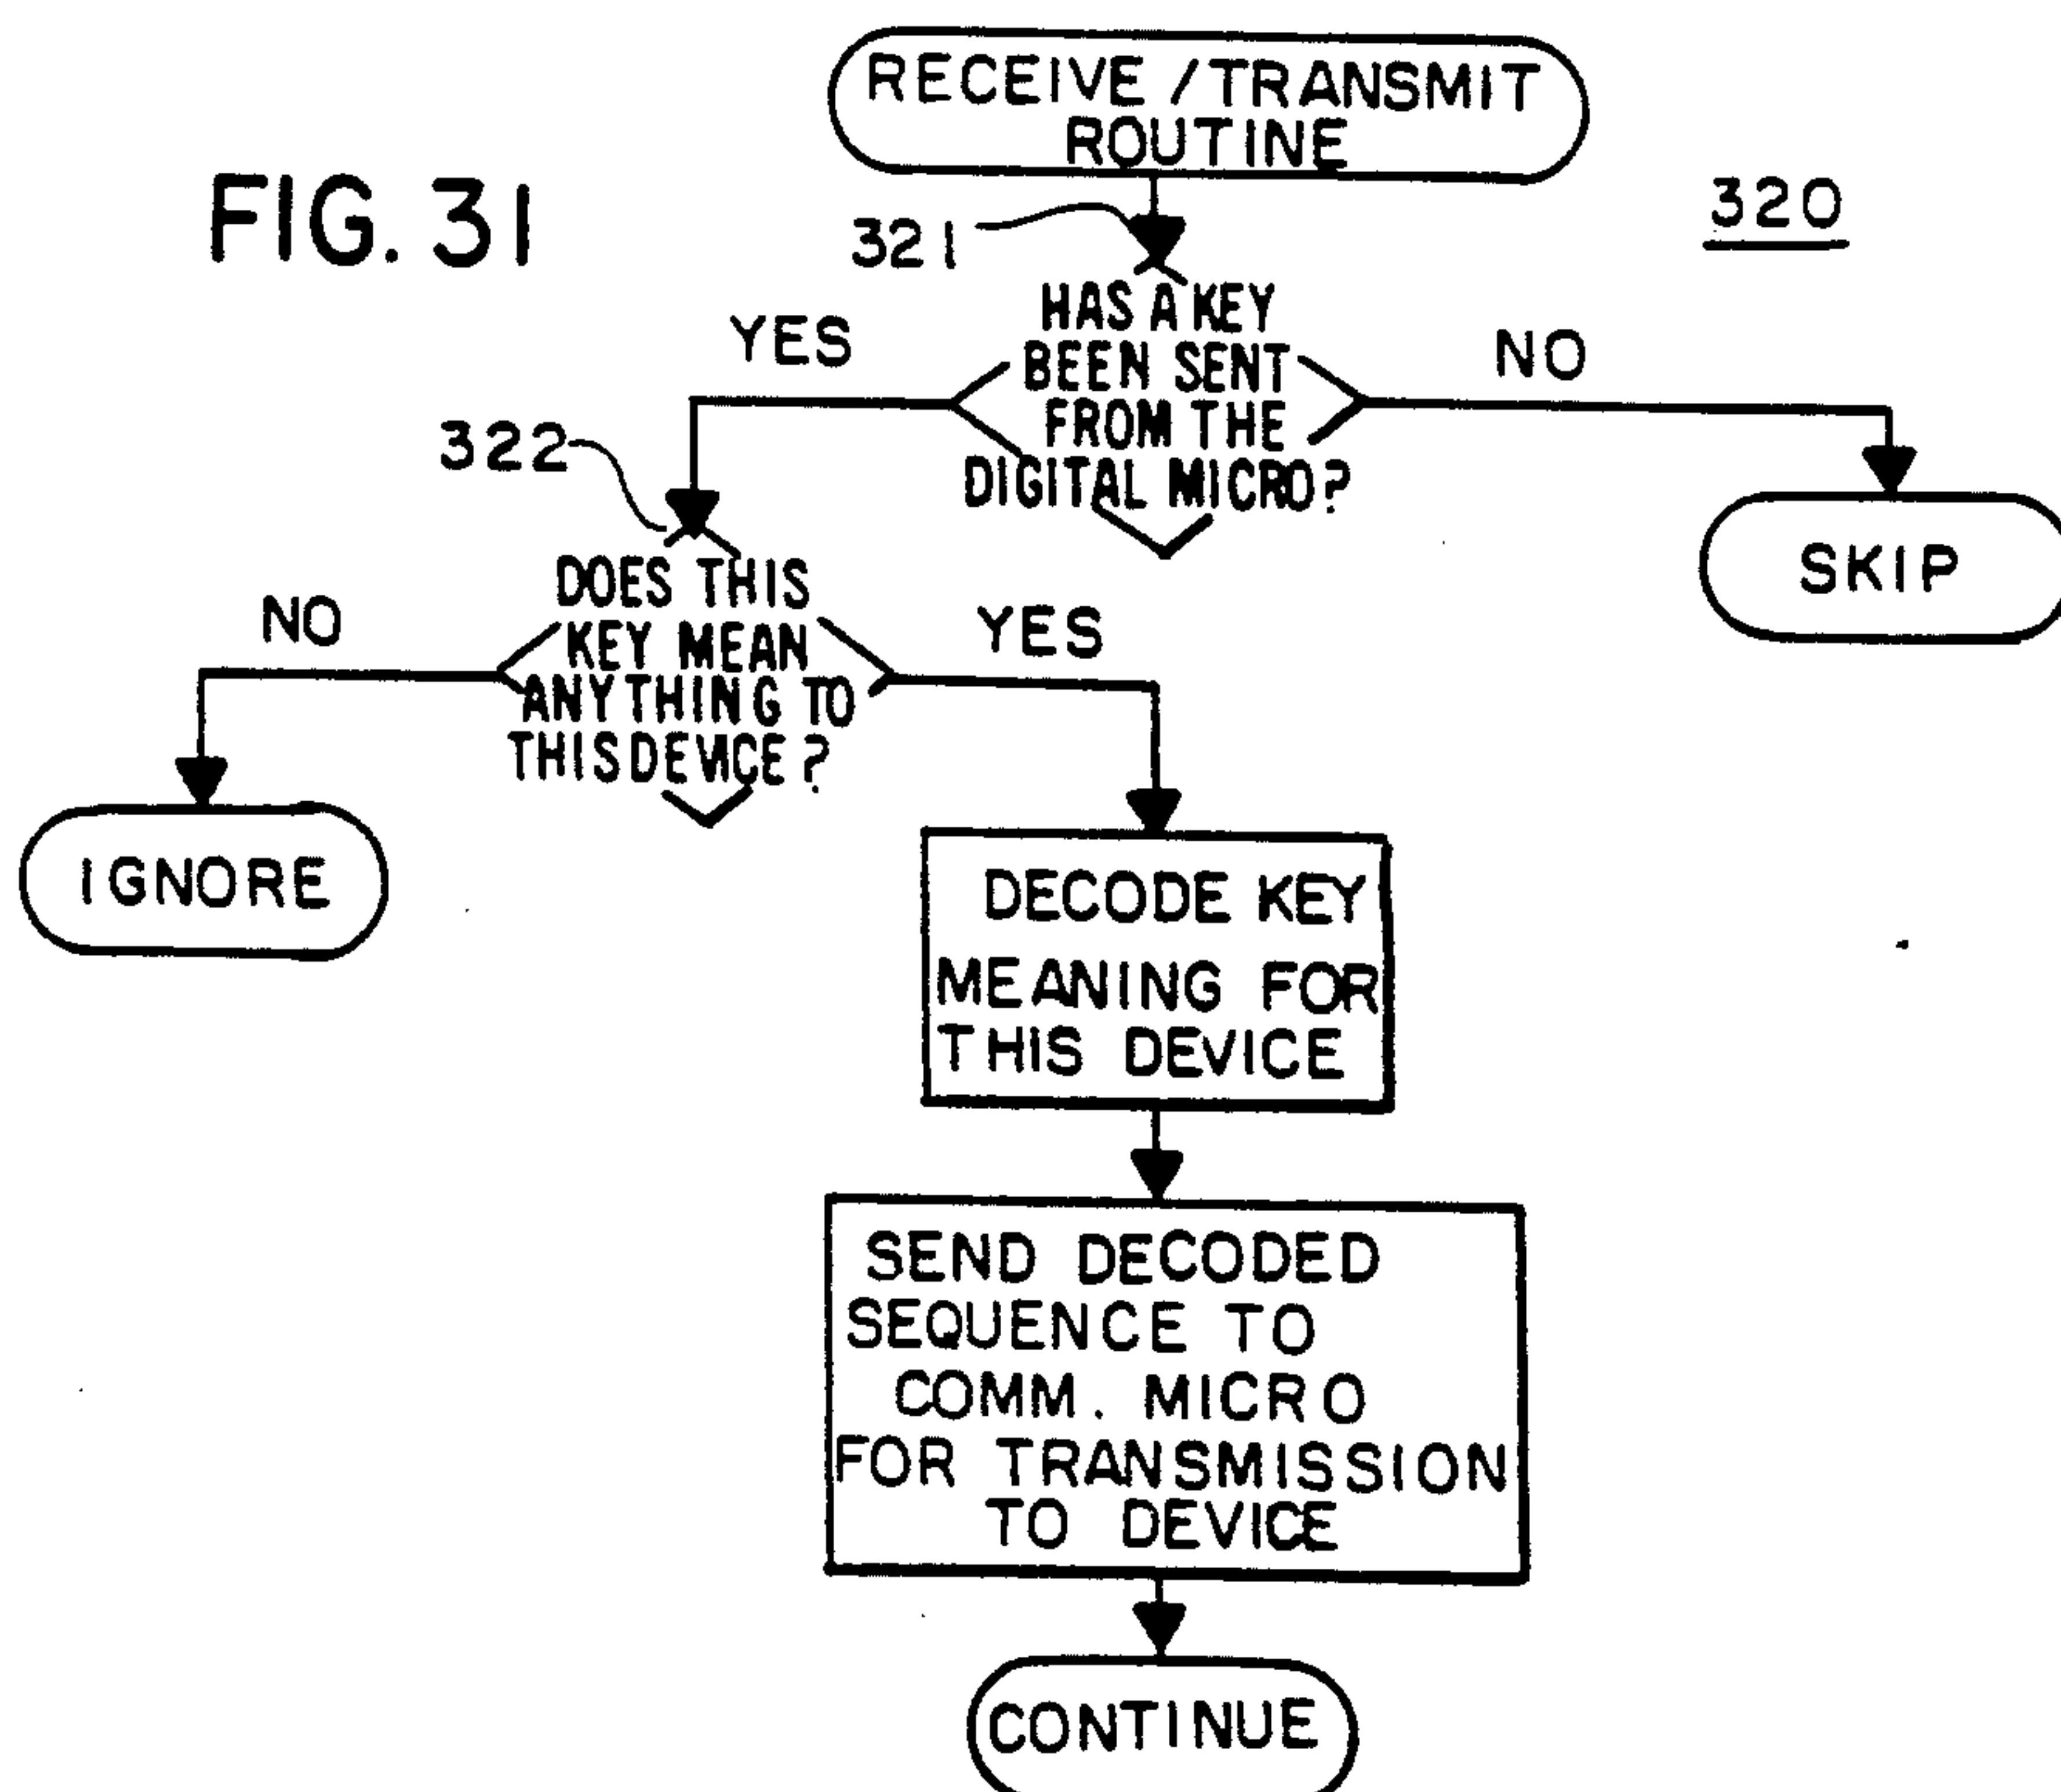 RECEIVE/TRANSMIT
ROUTINE
FIG. 31
320
321
HAS A KEY
BEEN SENT
FROM THE
DIGITAL MICRO?
YES
NO
322
SKIP
DOES THIS
KEY MEAN
ANYTHING TO
THIS DEVICE?
NO
YES
IGNORE
DECODE KEY
MEANING FOR
THIS DEVICE
SEND DECODED
SEQUENCE TO
COMM. MICRO
FOR TRANSMISSION
TO DEVICE
CONTINUE